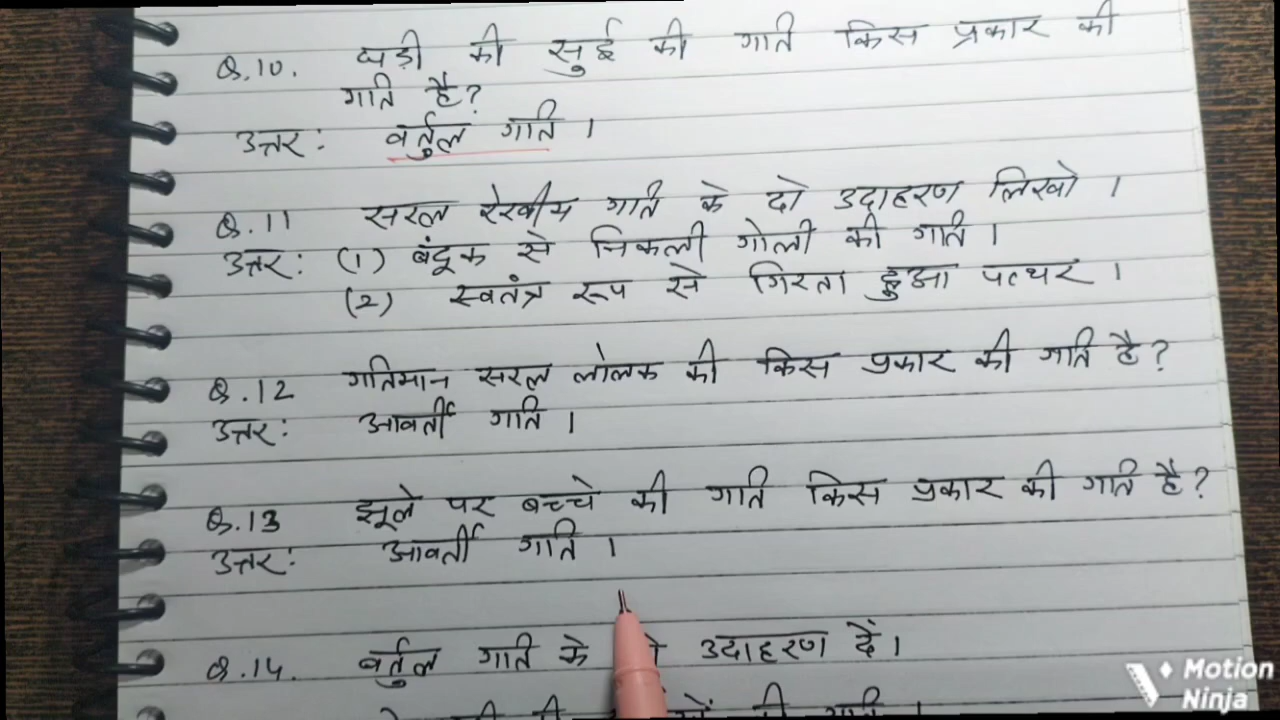 Q.10. घड़ी की सुई की गति किस प्रकार की
गति है?
उत्तर: वर्तुल गति ।
Q.11 सरल रेखीय गति के दो उदाहरण लिखो ।
उत्तर: (1) बंदूक से निकली गोली की गति ।
(2) स्वतंत्र रूप से गिरता हुआ पत्थर ।
Q.12 गतिमान सरल लोलक की किस प्रकार की गति है?
उत्तर: आवर्ती गति ।
Q.13 झूले पर बच्चे की गति किस प्रकार की गति है?
उत्तर: आवर्ती गति ।
Q.14. वर्तुल गति के उदाहरण दें ।
की गति ।
Motion
Ninja